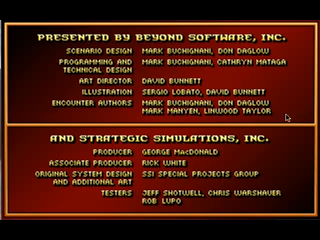 PRESENTED BY BEYOND SOFTWARE, INC.
SCENARIO DESIGN MARK BUCHIGNANI, DON DAGLOW
PROGRAMMING AND MARK BUCHIGNANI, CATHRYN MATAGA
TECHNICAL DESIGN
ART DIRECTOR DAVID BUNNETT
ILLUSTRATION SERGIO LOBATO, DAVID BUNNETT
ENCOUNTER AUTHORS MARK BUCHIGNANI, DON DAGLOW
MARK MANYEN, LINWOOD TAYLOR
AND STRATEGIC SIMULATIONS, INC.
PRODUCER GEORGE MACDONALD
ASSOCIATE PRODUCER RICK WHITE
ORIGINAL SYSTEM DESIGN SSI SPECIAL PROJECTS GROUP
AND ADDITIONAL ART
TESTERS JEFF SHOTWELL, CHRIS WARSHAUER
ROB LUPO